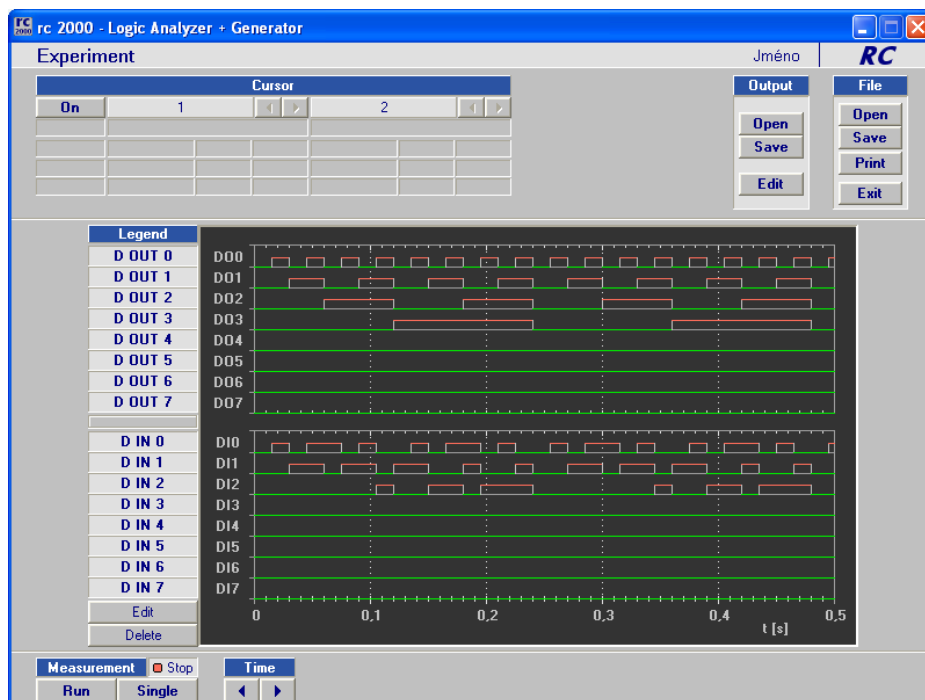 rc 2000 rc 2000 - Logic Analyzer + Generator
Experiment Jméno RC
Cursor Output File
On 1 2
Open
Save
Edit
Open
Save
Print
Exit
Legend
D OUT 0
D OUT 1
D OUT 2
D OUT 3
D OUT 4
D OUT 5
D OUT 6
D OUT 7
D IN 0
D IN 1
D IN 2
D IN 3
D IN 4
D IN 5
D IN 6
D IN 7
Edit
Delete
DO0
DO1
DO2
DO3
DO4
DO5
DO6
DO7
DI0
DI1
DI2
DI3
DI4
DI5
DI6
DI7
0 0,1 0,2 0,3 0,4 0,5
t [s]
Measurement Stop Time
Run Single